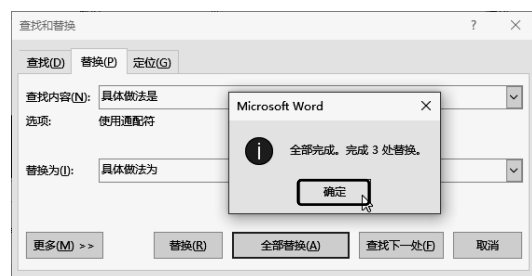 查找和替换
查找(D) 替换(P) 定位(G)
查找内容(N): 具体做法是
选项: 使用通配符
替换为(I): 具体做法为
Microsoft Word
全部完成。完成 3 处替换。
确定
更多(M) >> 替换(R) 全部替换(A) 查找下一处(F) 取消